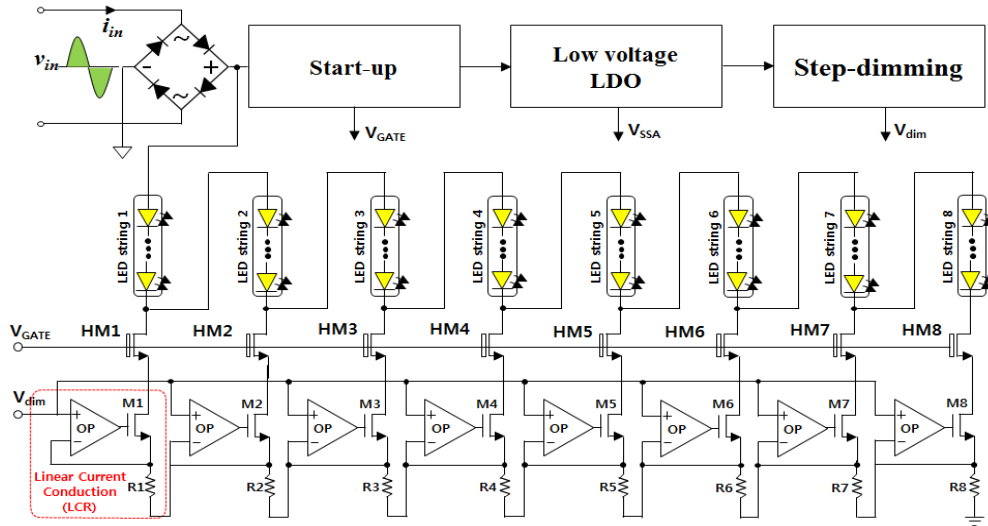 i_in
v_in
~
-
+
~
Start-up
Low voltage
LDO
Step-dimming
V_GATE
V_SSA
V_dim
LED string 1
LED string 2
LED string 3
LED string 4
LED string 5
LED string 6
LED string 7
LED string 8
V_GATE
HM1
HM2
HM3
HM4
HM5
HM6
HM7
HM8
V_dim
+
OP
−
M1
+
OP
−
M2
+
OP
−
M3
+
OP
−
M4
+
OP
−
M5
+
OP
−
M6
+
OP
−
M7
+
OP
−
M8
Linear Current
Conduction
(LCR)
R1
R2
R3
R4
R5
R6
R7
R8